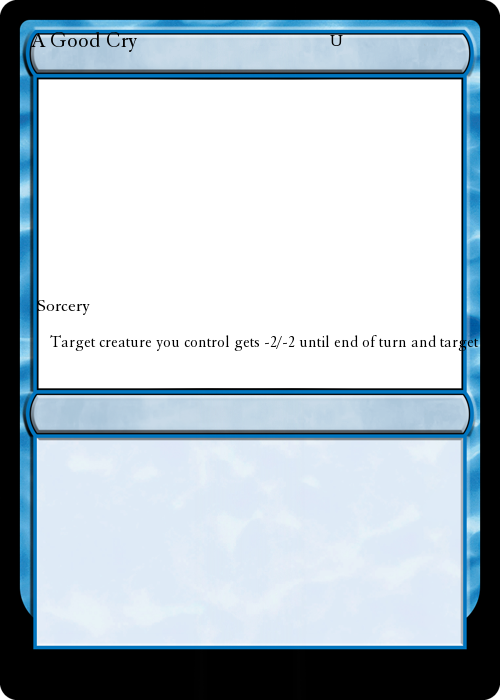 A Good Cry U
Sorcery
Target creature you control gets -2/-2 until end of turn and target